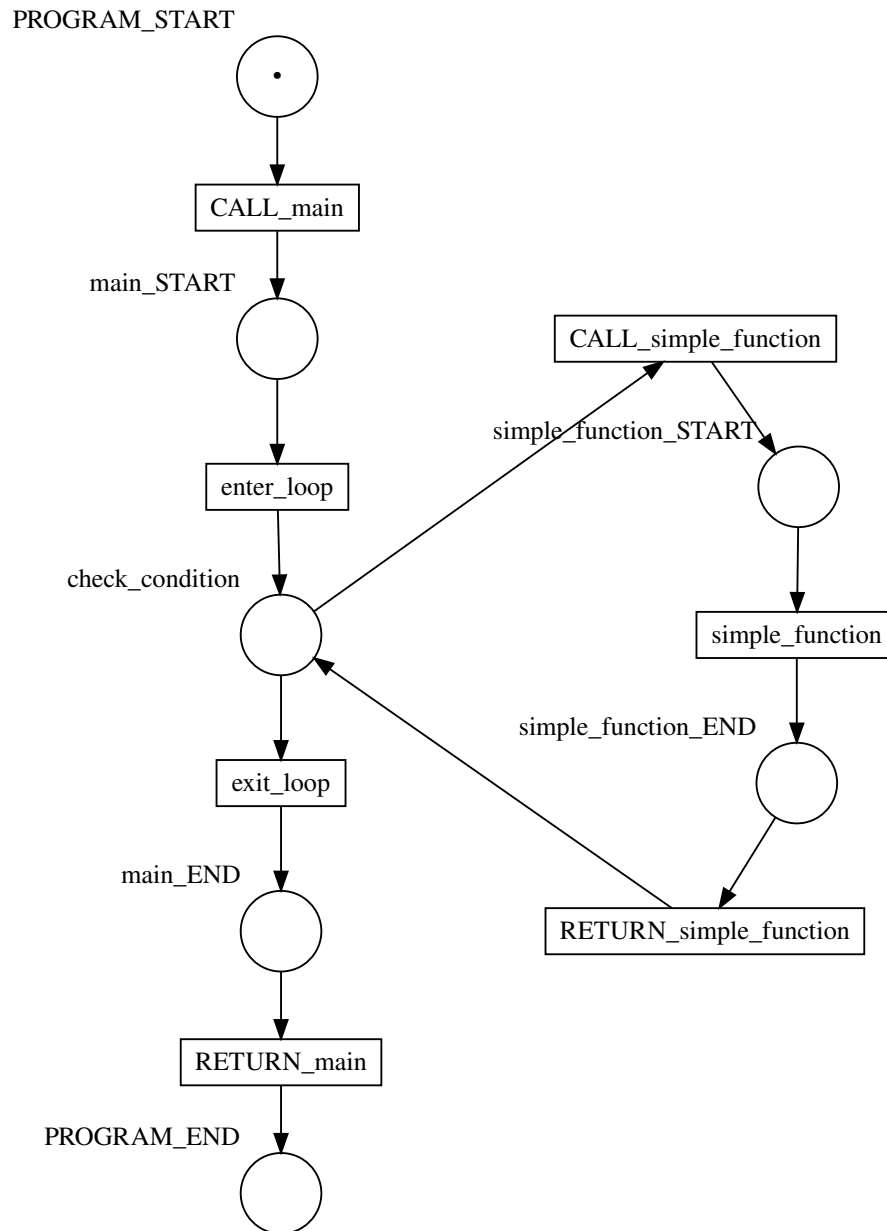 PROGRAM_START
CALL_main
main_START
CALL_simple_function
simple_function_START
enter_loop
check_condition
simple_function
simple_function_END
exit_loop
main_END
RETURN_simple_function
RETURN_main
PROGRAM_END